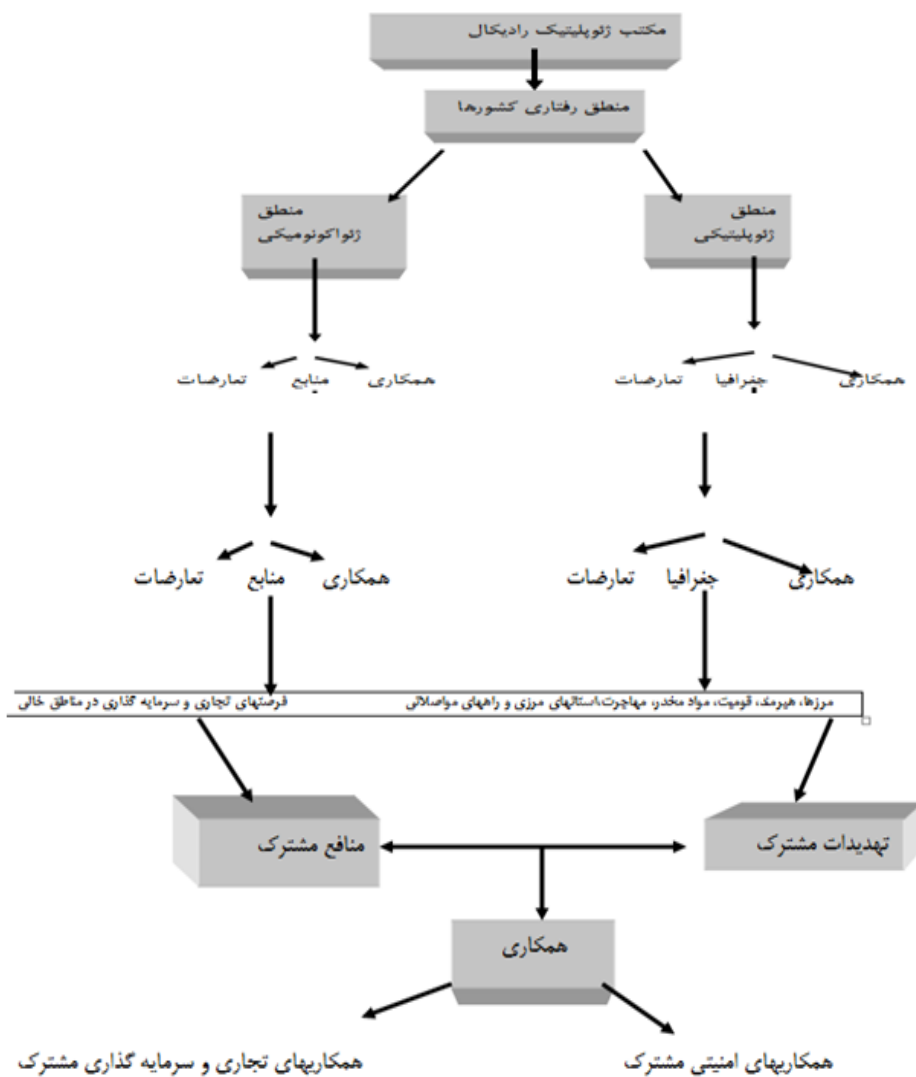 مکتب ژئوپلیتیک رادیکال
منطق رفتاری کشورها
منطق
ژئوپلیتیکی
منطق
ژئواکونومیکی
همکاری
جغرافیا
تعارضات
همکاری
منابع
تعارضات
همکاری
جغرافیا
تعارضات
همکاری
منابع
تعارضات
مرزها، هیرمند، قومیت، مواد مخدر، مهاجرت،استانهای مرزی و راههای مواصلاتی
فرصتهای تجاری و سرمایه گذاری در مناطق خالی
تهدیدات مشترک
منافع مشترک
همکاری
همکاریهای امنیتی مشترک
همکاریهای تجاری و سرمایه گذاری مشترک